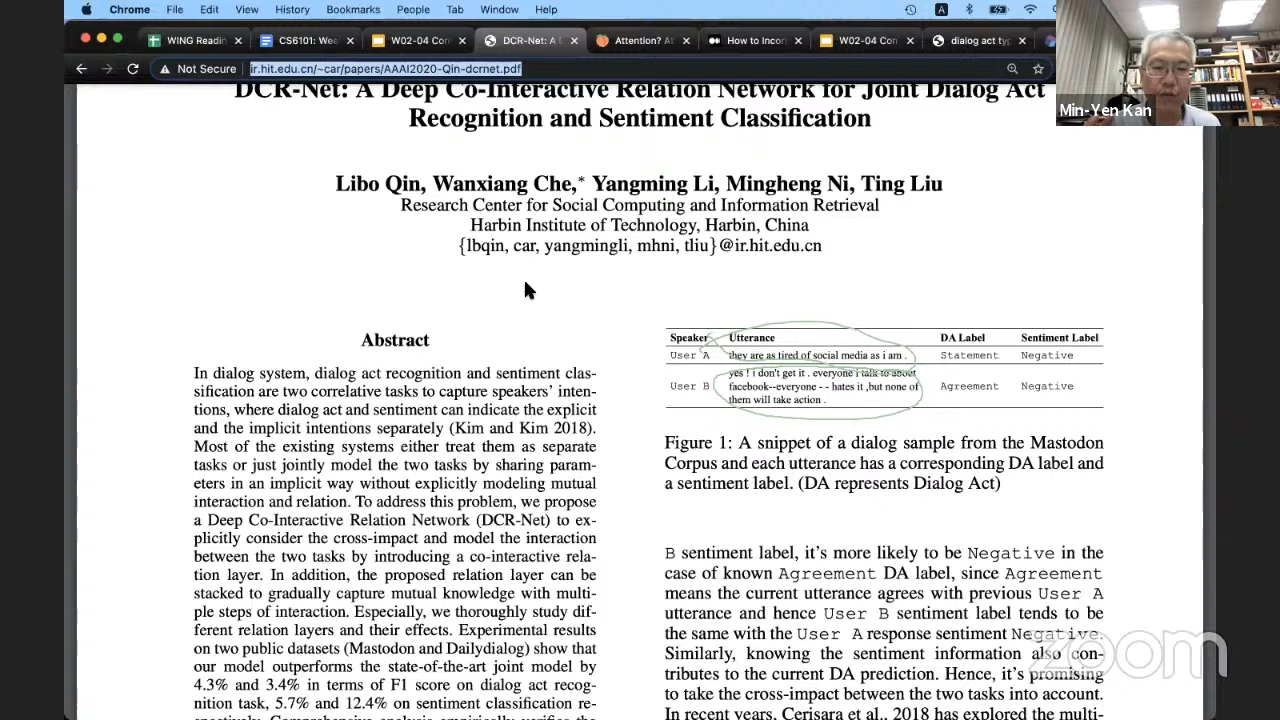 Chrome File Edit View History Bookmarks People Tab Window Help
WING Readin CS6101: Wee W02-04 Con DCR-Net: A D Attention? At How to Incorp W02-04 Con dialog act typ
Not Secure ir.hit.edu.cn/~car/papers/AAAI2020-Qin-dcrnet.pdf
Min-Yen Kan
DCR-Net: A Deep Co-Interactive Relation Network for Joint Dialog Act
Recognition and Sentiment Classification
Libo Qin, Wanxiang Che,* Yangming Li, Mingheng Ni, Ting Liu
Research Center for Social Computing and Information Retrieval
Harbin Institute of Technology, Harbin, China
{lbqin, car, yangmingli, mhni, tliu}@ir.hit.edu.cn
Abstract
In dialog system, dialog act recognition and sentiment clas-
sification are two correlative tasks to capture speakers' inten-
tions, where dialog act and sentiment can indicate the explicit
and the implicit intentions separately (Kim and Kim 2018).
Most of the existing systems either treat them as separate
tasks or just jointly model the two tasks by sharing param-
eters in an implicit way without explicitly modeling mutual
interaction and relation. To address this problem, we propose
a Deep Co-Interactive Relation Network (DCR-Net) to ex-
plicitly consider the cross-impact and model the interaction
between the two tasks by introducing a co-interactive rela-
tion layer. In addition, the proposed relation layer can be
stacked to gradually capture mutual knowledge with multi-
ple steps of interaction. Especially, we thoroughly study dif-
ferent relation layers and their effects. Experimental results
on two public datasets (Mastodon and Dailydialog) show that
our model outperforms the state-of-the-art joint model by
4.3% and 3.4% in terms of F1 score on dialog act recog-
nition task, 5.7% and 12.4% on sentiment classification re-
spectively. Comprehensive analysis empirically verifies the
Speaker Utterance DA Label Sentiment Label
User A they are as tired of social media as i am . Statement Negative
yes ! i don't get it . everyone i talk to about
User B facebook--everyone - - hates it ,but none of Agreement Negative
them will take action .
Figure 1: A snippet of a dialog sample from the Mastodon
Corpus and each utterance has a corresponding DA label and
a sentiment label. (DA represents Dialog Act)
B sentiment label, it's more likely to be Negative in the
case of known Agreement DA label, since Agreement
means the current utterance agrees with previous User A
utterance and hence User B sentiment label tends to be
the same with the User A response sentiment Negative.
Similarly, knowing the sentiment information also con-
tributes to the current DA prediction. Hence, it's promising
to take the cross-impact between the two tasks into account.
In recent years, Cerisara et al., 2018 has explored the multi-
zoom